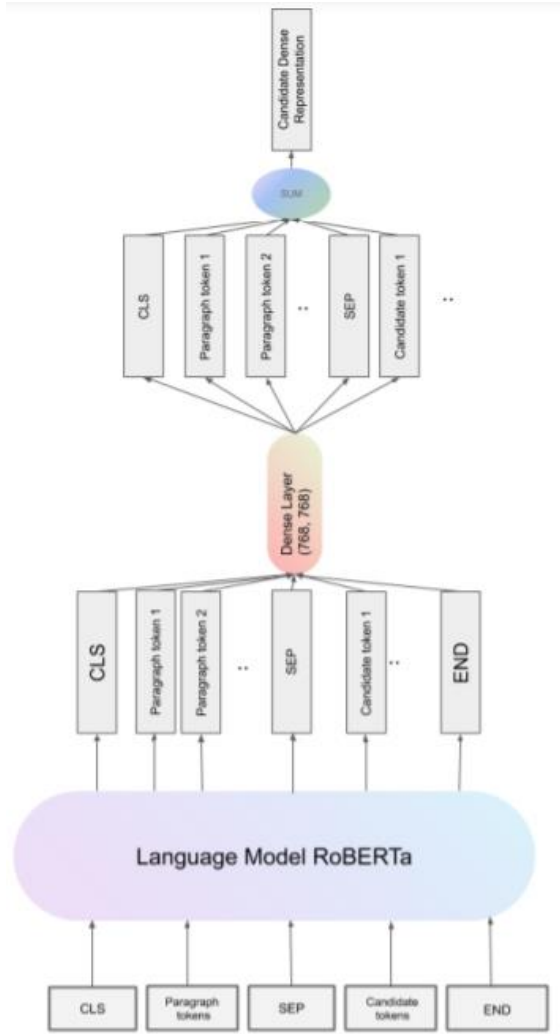 Candidate Dense
Representation
SUM
CLS
Paragraph token 1
Paragraph token 2
..
SEP
Candidate token 1
..
Dense Layer
(768, 768)
CLS
Paragraph token 1
Paragraph token 2
..
SEP
Candidate token 1
..
END
Language Model RoBERTa
CLS
Paragraph
tokens
SEP
Candidate
tokens
END